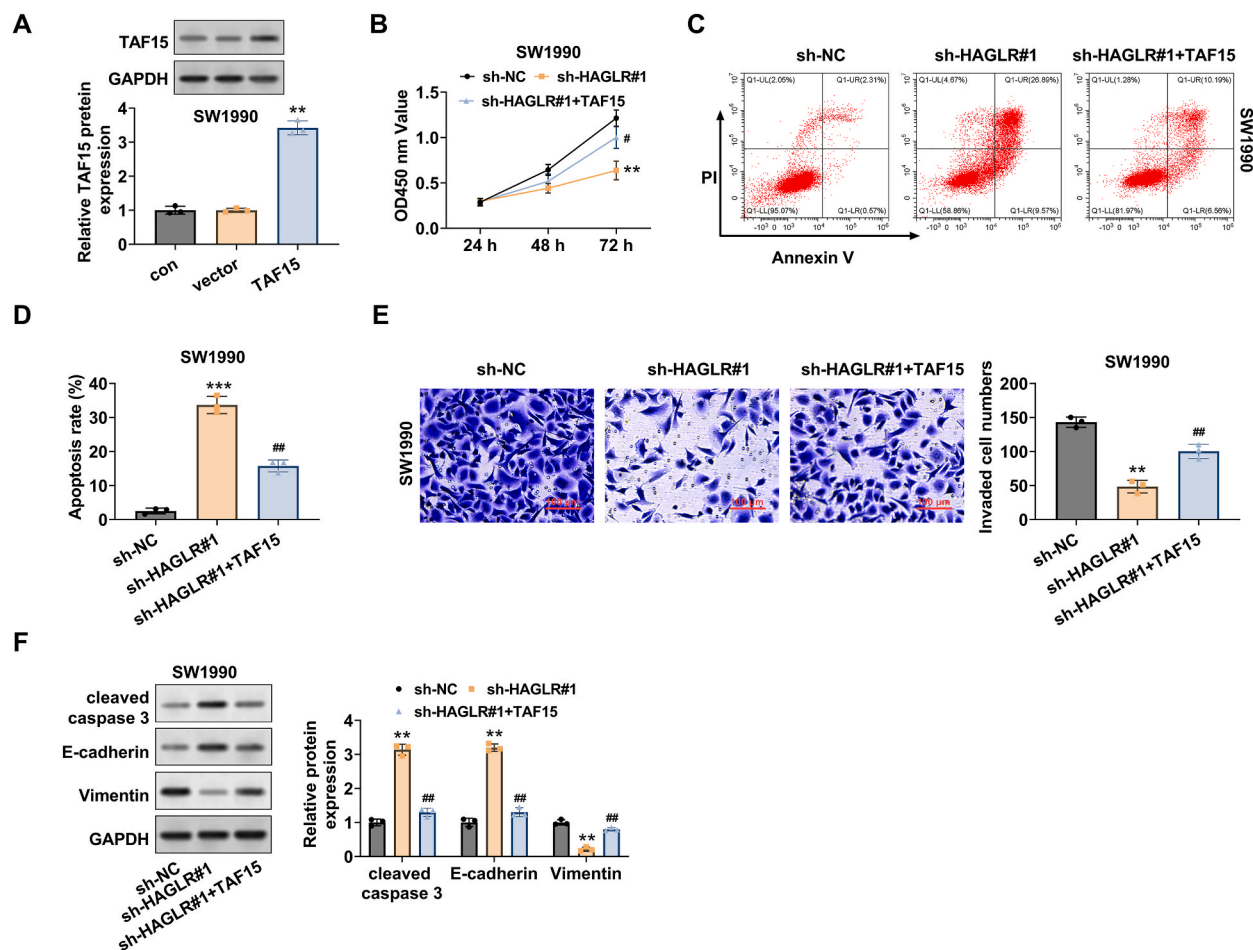 A
TAF15
GAPDH
Relative TAF15 pretein
expression
SW1990
**
5
4
3
2
1
0
con
vector
TAF15
B
SW1990
sh-NC
sh-HAGLR#1
sh-HAGLR#1+TAF15
OD450 nm Value
1.5
1.0
0.5
0.0
#
**
24 h
48 h
72 h
C
sh-NC
sh-HAGLR#1
sh-HAGLR#1+TAF15
Q1-UL(2.05%)
Q1-UR(2.31%)
Q1-LL(95.07%)
Q1-LR(0.57%)
Q1-UL(4.67%)
Q1-UR(26.89%)
Q1-LL(58.86%)
Q1-LR(9.57%)
Q1-UL(1.28%)
Q1-UR(10.19%)
Q1-LL(81.97%)
Q1-LR(6.56%)
SW1990
PI
Annexin V
D
SW1990
Apoptosis rate (%)
40
30
20
10
0
***
##
sh-NC
sh-HAGLR#1
sh-HAGLR#1+TAF15
E
sh-NC
sh-HAGLR#1
sh-HAGLR#1+TAF15
SW1990
100 μm
100 μm
SW1990
Invaded cell numbers
200
150
100
50
0
**
##
sh-NC
sh-HAGLR#1
sh-HAGLR#1+TAF15
F
SW1990
cleaved
caspase 3
E-cadherin
Vimentin
GAPDH
sh-NC
sh-HAGLR#1
sh-HAGLR#1+TAF15
sh-NC
sh-HAGLR#1
sh-HAGLR#1+TAF15
Relative protein
expression
4
3
2
1
0
**
##
**
##
**
##
cleaved
caspase 3
E-cadherin
Vimentin